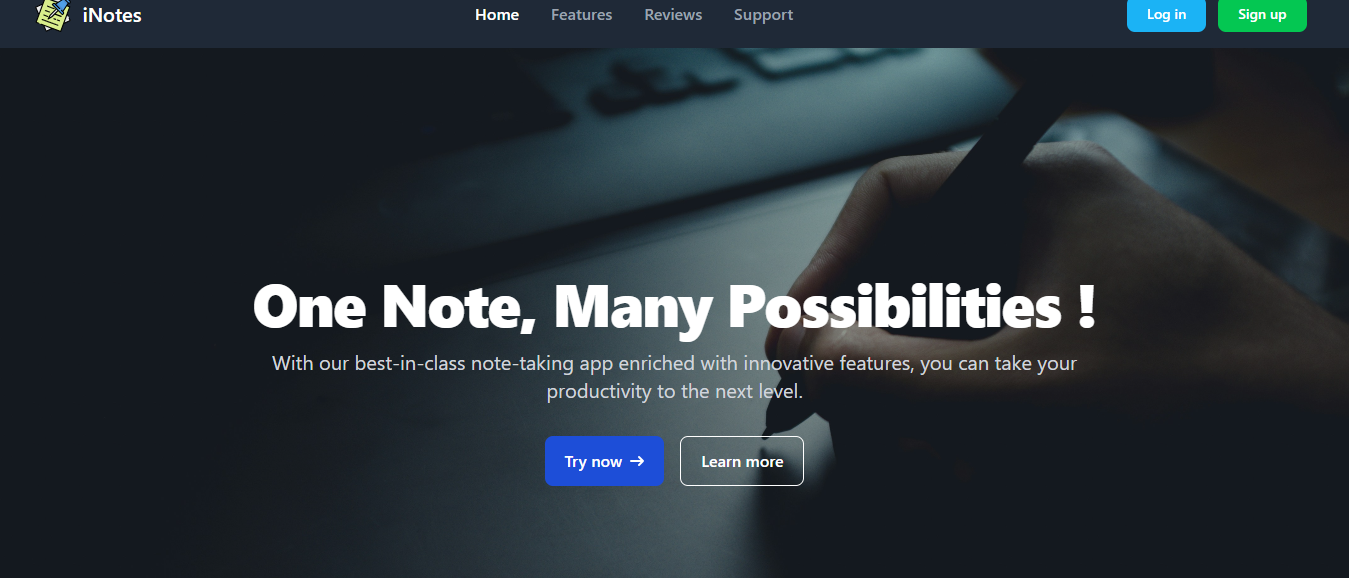 iNotes
Home
Features
Reviews
Support
Log in
Sign up
One Note, Many Possibilities !
With our best-in-class note-taking app enriched with innovative features, you can take your
productivity to the next level.
Try now →
Learn more